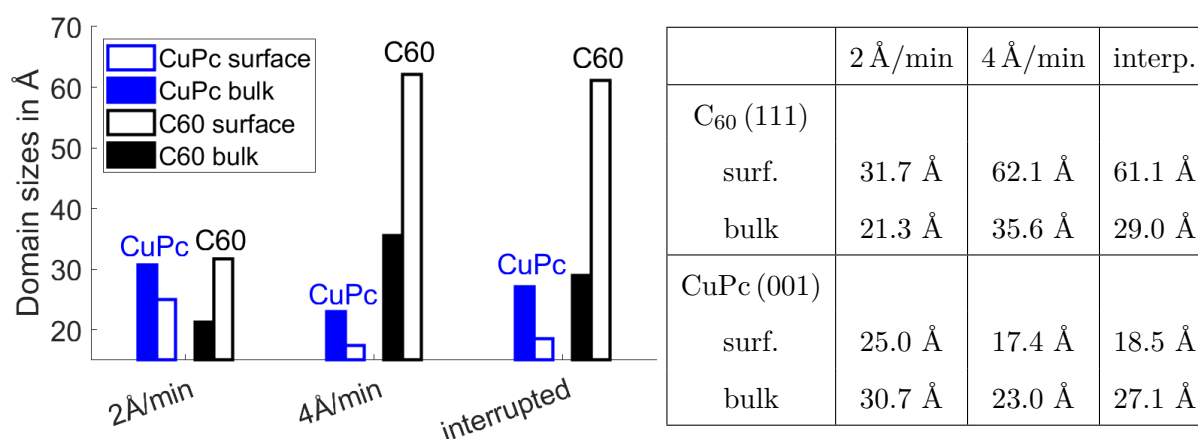 Domain sizes in Å
70
60
50
40
30
20
CuPc surface
CuPc bulk
C60 surface
C60 bulk
CuPc
C60
CuPc
C60
CuPc
C60
2Å/min
4Å/min
interrupted
2 Å/min 4 Å/min interp.
C₆₀ (111)
surf. 31.7 Å 62.1 Å 61.1 Å
bulk 21.3 Å 35.6 Å 29.0 Å
CuPc (001)
surf. 25.0 Å 17.4 Å 18.5 Å
bulk 30.7 Å 23.0 Å 27.1 Å